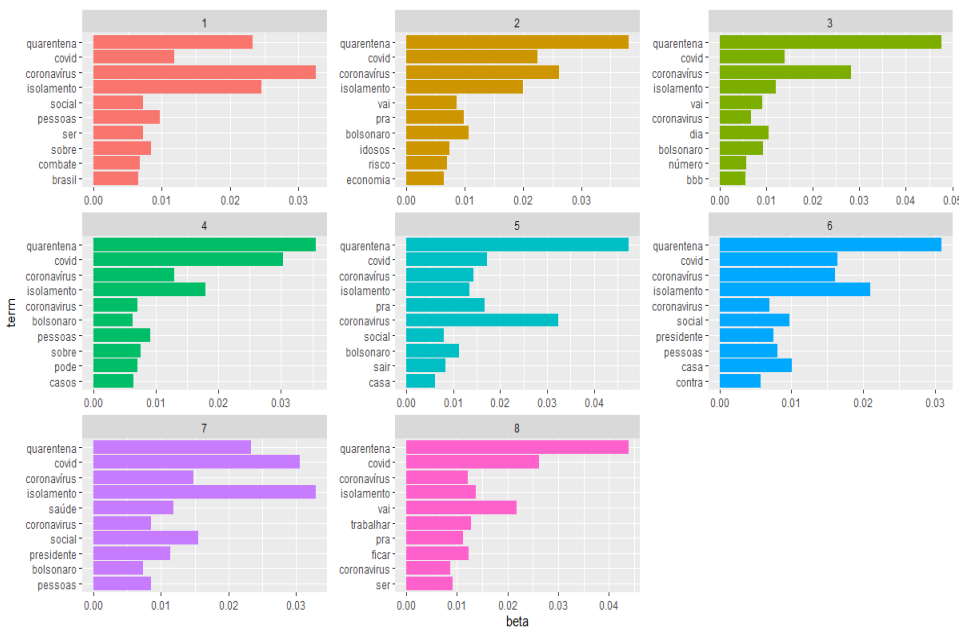 1 2 3
quarentena
covid
coronavírus
isolamento
social
pessoas
ser
sobre
combate
brasil
0.00 0.01 0.02 0.03
quarentena
covid
coronavírus
isolamento
vai
pra
bolsonaro
idosos
risco
economia
0.00 0.01 0.02 0.03
quarentena
covid
coronavírus
isolamento
vai
coronavirus
dia
bolsonaro
número
bbb
0.00 0.01 0.02 0.03 0.04 0.05
term
4 5 6
quarentena
covid
coronavírus
isolamento
coronavirus
bolsonaro
pessoas
sobre
pode
casos
0.00 0.01 0.02 0.03
quarentena
covid
coronavírus
isolamento
pra
coronavirus
social
bolsonaro
sair
casa
0.00 0.01 0.02 0.03 0.04
quarentena
covid
coronavírus
isolamento
coronavirus
social
presidente
pessoas
casa
contra
0.00 0.01 0.02 0.03
7 8
quarentena
covid
coronavírus
isolamento
saúde
coronavirus
social
presidente
bolsonaro
pessoas
0.00 0.01 0.02 0.03
quarentena
covid
coronavírus
isolamento
vai
trabalhar
pra
ficar
coronavirus
ser
0.00 0.01 0.02 0.03 0.04
beta